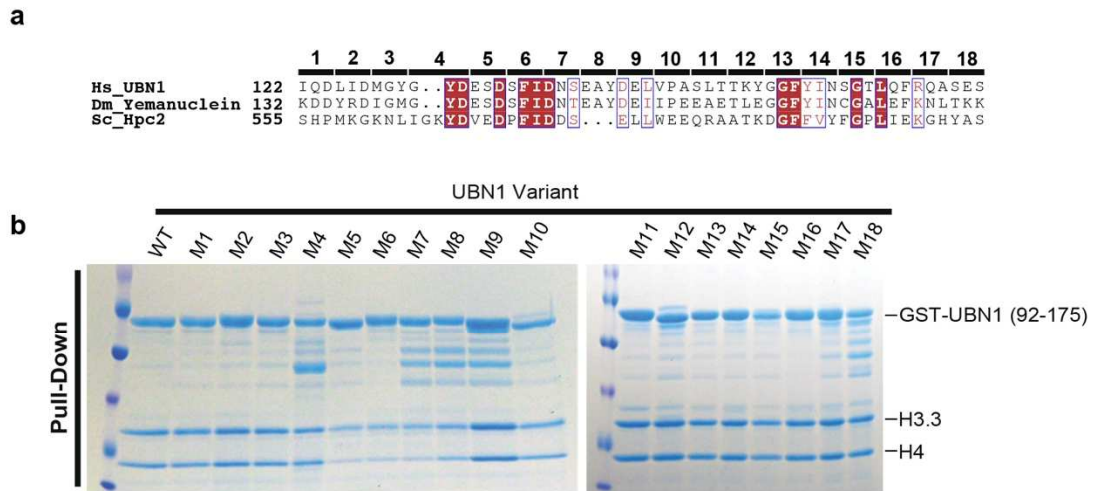 a
1 2 3 4 5 6 7 8 9 10 11 12 13 14 15 16 17 18
Hs_UBN1 122 IQDLIDMGYG..YDESDSFIDNSEAYDELVPASLTTKYGGFYINSGTLQFRQASES
Dm_Yemanuclein 132 KDDYRDIGMG..YDESDSFIDNTEAYDEIIPEEAETLEGGFYINCGALEFKNLTKK
Sc_Hpc2 555 SHPMKGKNLIGKYDVEDPFIDDS...ELLWEEQRAATKDGFFVYFGPLIEKGHYAS
UBN1 Variant
b
WT M1 M2 M3 M4 M5 M6 M7 M8 M9 M10 M11 M12 M13 M14 M15 M16 M17 M18
Pull-Down
GST-UBN1 (92-175)
H3.3
H4